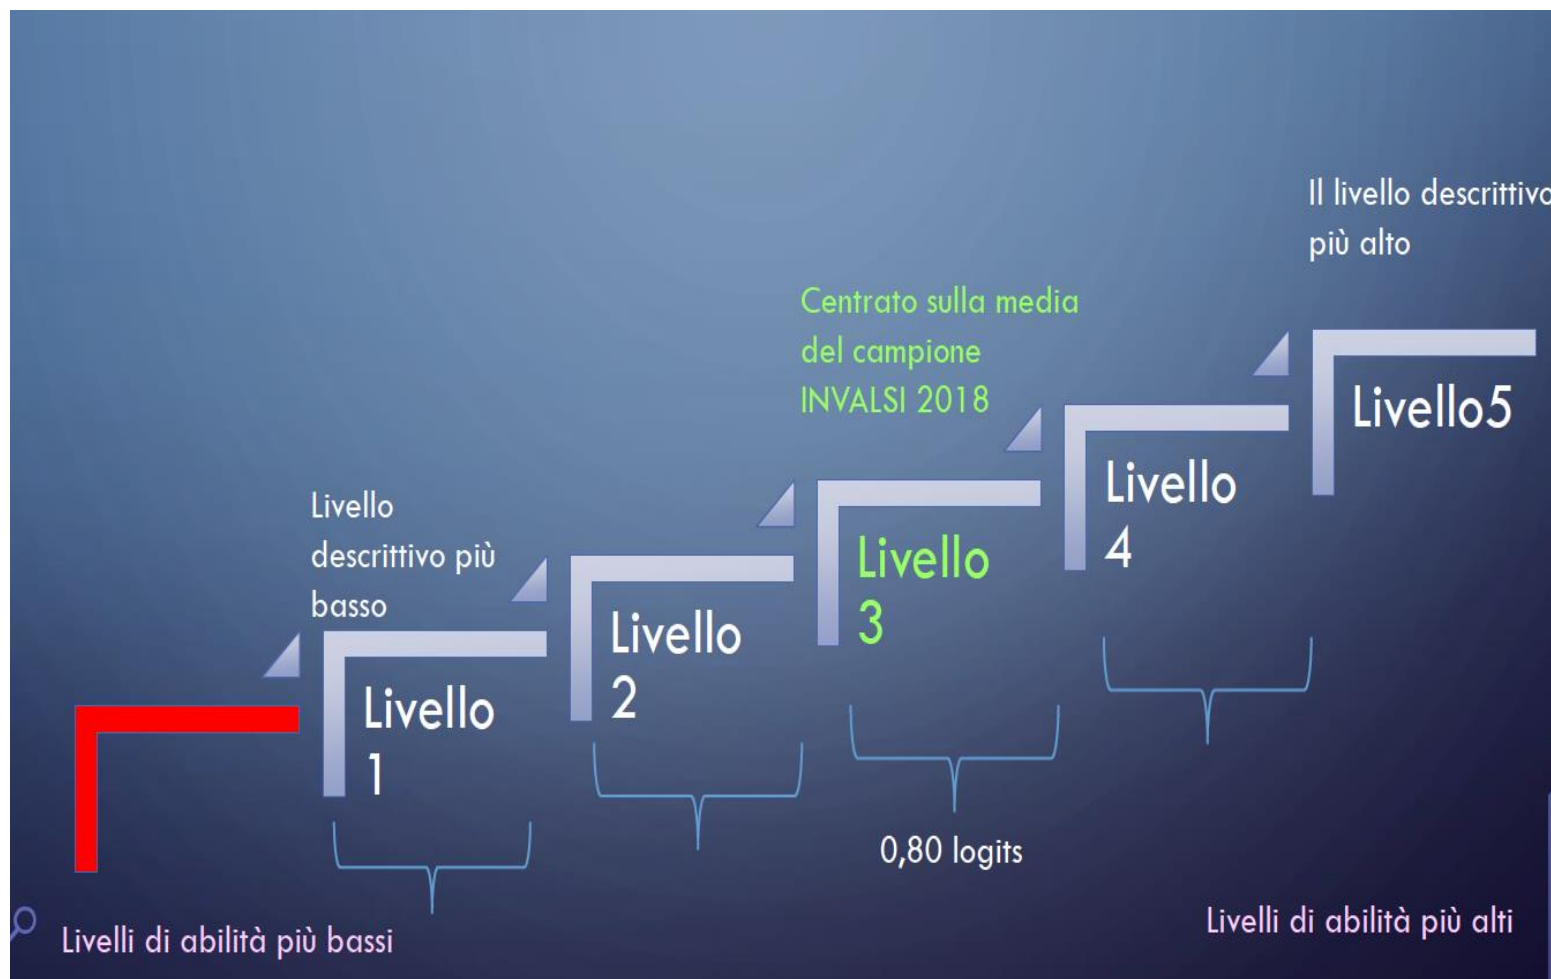 Il livello descrittivo
più alto
Centrato sulla media
del campione
INVALSI 2018
Livello5
Livello
4
Livello
descrittivo più
basso
Livello
3
Livello
2
Livello
1
0,80 logits
Livelli di abilità più bassi
Livelli di abilità più alti